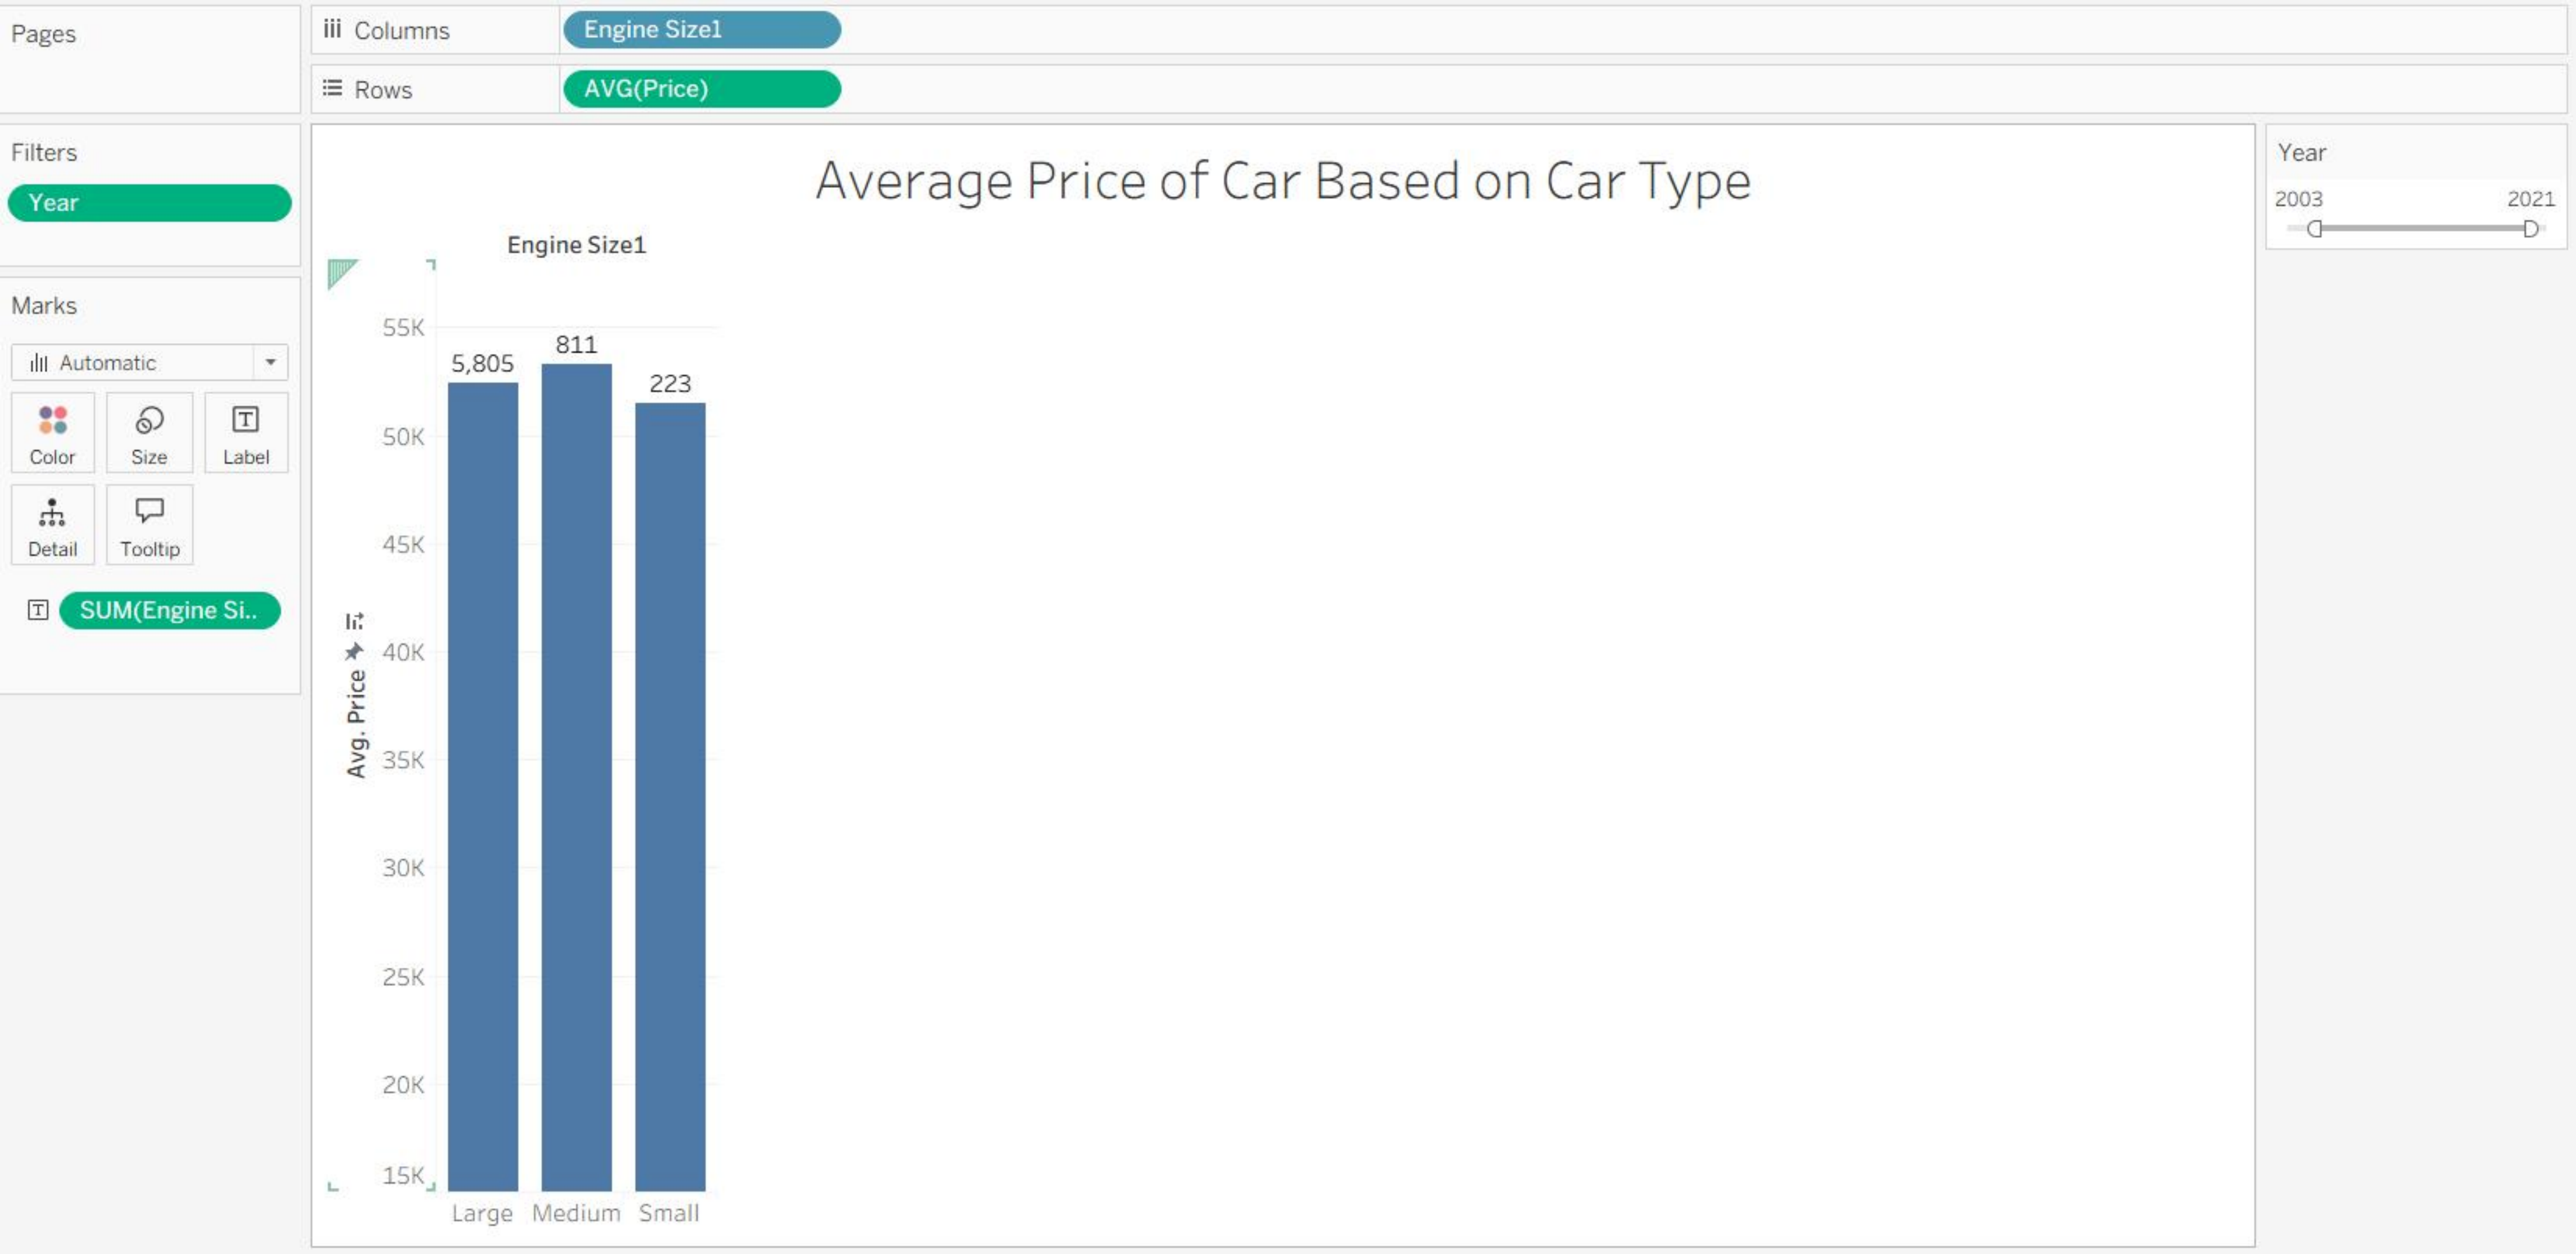 Pages
Columns
Engine Size1
Rows
AVG(Price)
Filters
Year
Marks
Automatic
Color
Size
Label
Detail
Tooltip
SUM(Engine Si..
Average Price of Car Based on Car Type
Engine Size1
55K
50K
45K
40K
35K
30K
25K
20K
15K
Avg. Price
5,805
811
223
Large
Medium
Small
Year
2003
2021